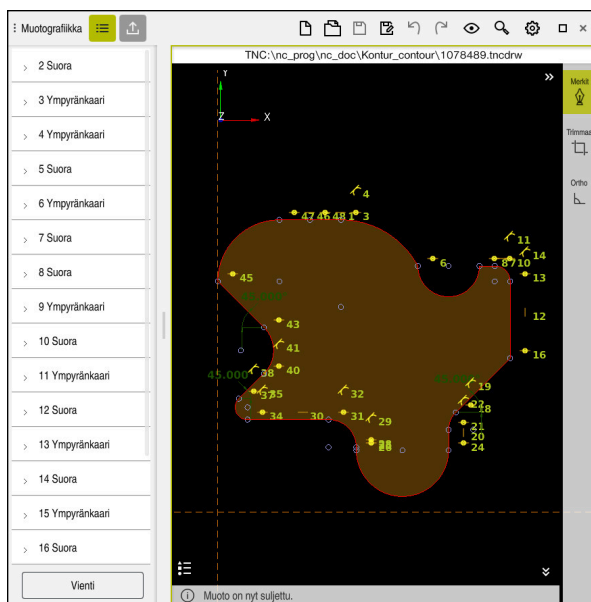 Muotografiikka
TNC:\nc_prog\nc_doc\Kontur_contour\1078489.tncdrw
2 Suora
3 Ympyränkaari
4 Ympyränkaari
5 Suora
6 Ympyränkaari
7 Suora
8 Suora
9 Ympyränkaari
10 Suora
11 Ympyränkaari
12 Suora
13 Ympyränkaari
14 Suora
15 Ympyränkaari
16 Suora
Vienti
Y
Z
X
4
47
46
48
1
3
11
14
6
8
7
10
13
45
12
43
41
16
40
38
45.000
19
37
35
32
22
18
34
30
31
29
21
20
24
Merkit
Trimmaa
Ortho
Muoto on nyt suljettu.